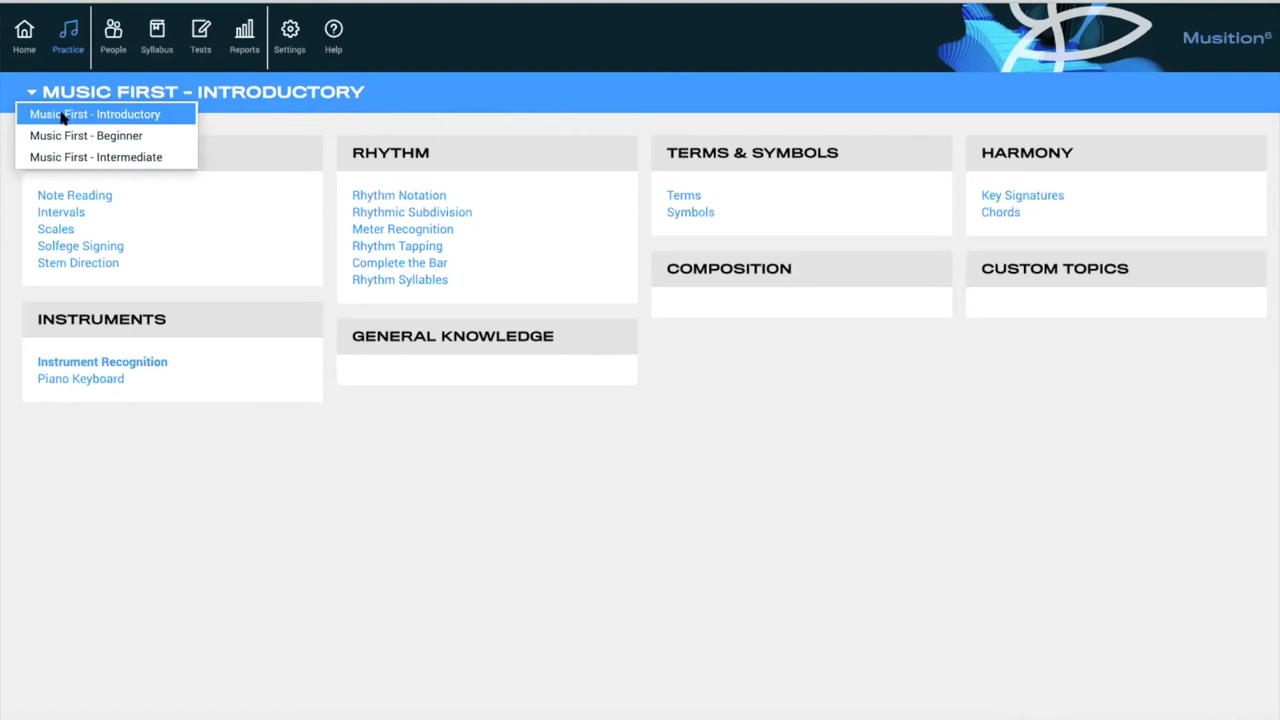 Home
Practice
People
Syllabus
Tests
Reports
Settings
Help
Musition⁶
MUSIC FIRST - INTRODUCTORY
Music First - Introductory
Music First - Beginner
Music First - Intermediate
Note Reading
Intervals
Scales
Solfege Signing
Stem Direction
INSTRUMENTS
Instrument Recognition
Piano Keyboard
RHYTHM
Rhythm Notation
Rhythmic Subdivision
Meter Recognition
Rhythm Tapping
Complete the Bar
Rhythm Syllables
GENERAL KNOWLEDGE
TERMS & SYMBOLS
Terms
Symbols
COMPOSITION
HARMONY
Key Signatures
Chords
CUSTOM TOPICS